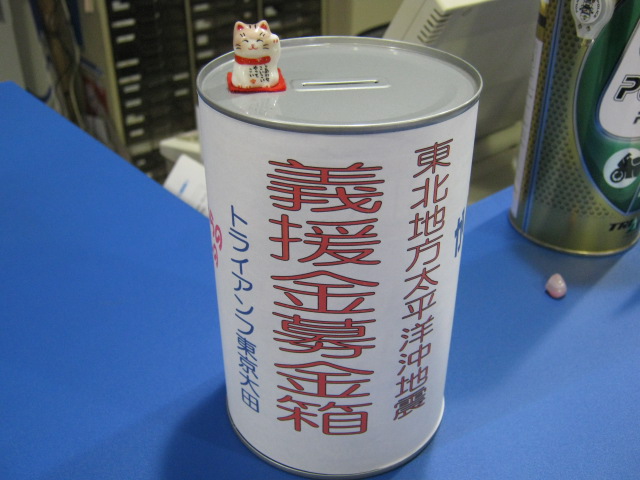 東北地方太平洋沖地震
義援金募金箱
トライアンフ東京大田